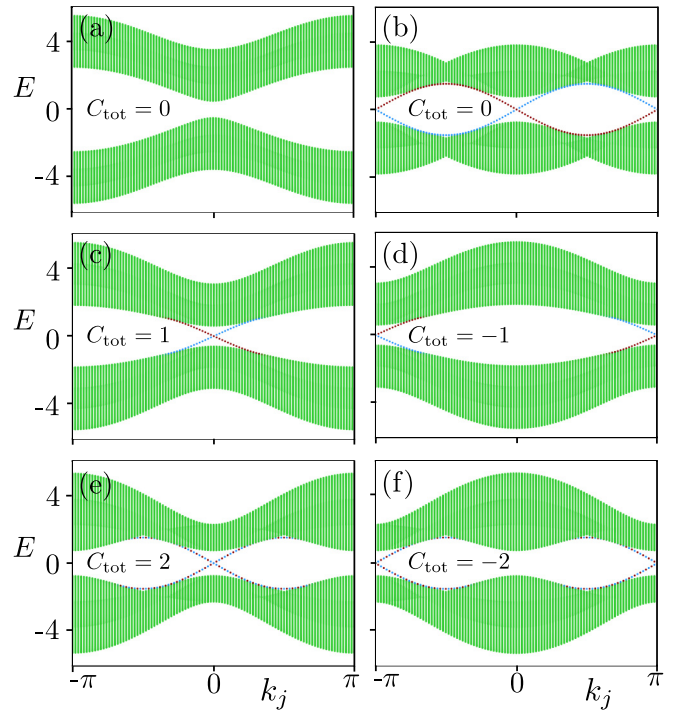 (a)
(b)
4
E
C_tot = 0
C_tot = 0
0
-4
(c)
(d)
4
E
C_tot = 1
C_tot = −1
0
-4
(e)
(f)
4
E
C_tot = 2
C_tot = −2
0
-4
-π 0 k_j π
-π 0 k_j π